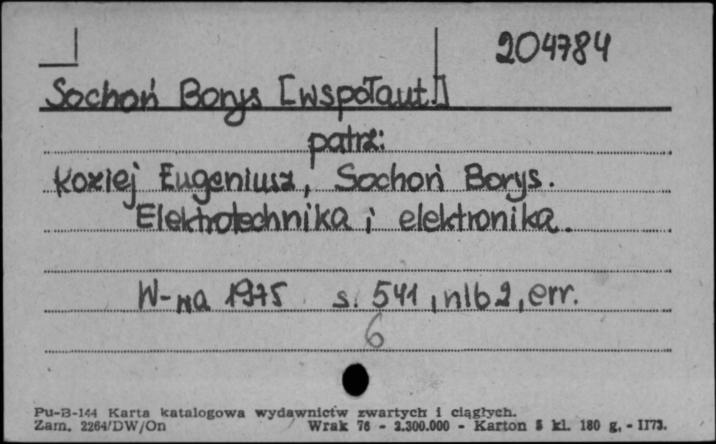 204784
Sochoń Borys [współaut.]
patrz:
Koziej Eugeniusz, Sochoń Borys.
Elektrotechnika i elektronika.
W-wa 1975 s. 541, nlb 2, err.
6
Pu-B-144 Karta katalogowa wydawnictw zwartych i ciągłych.
Zam. 2264/DW/On Wrak 76 - 2.300.000 - Karton 5 kl. 180 g. - II73.